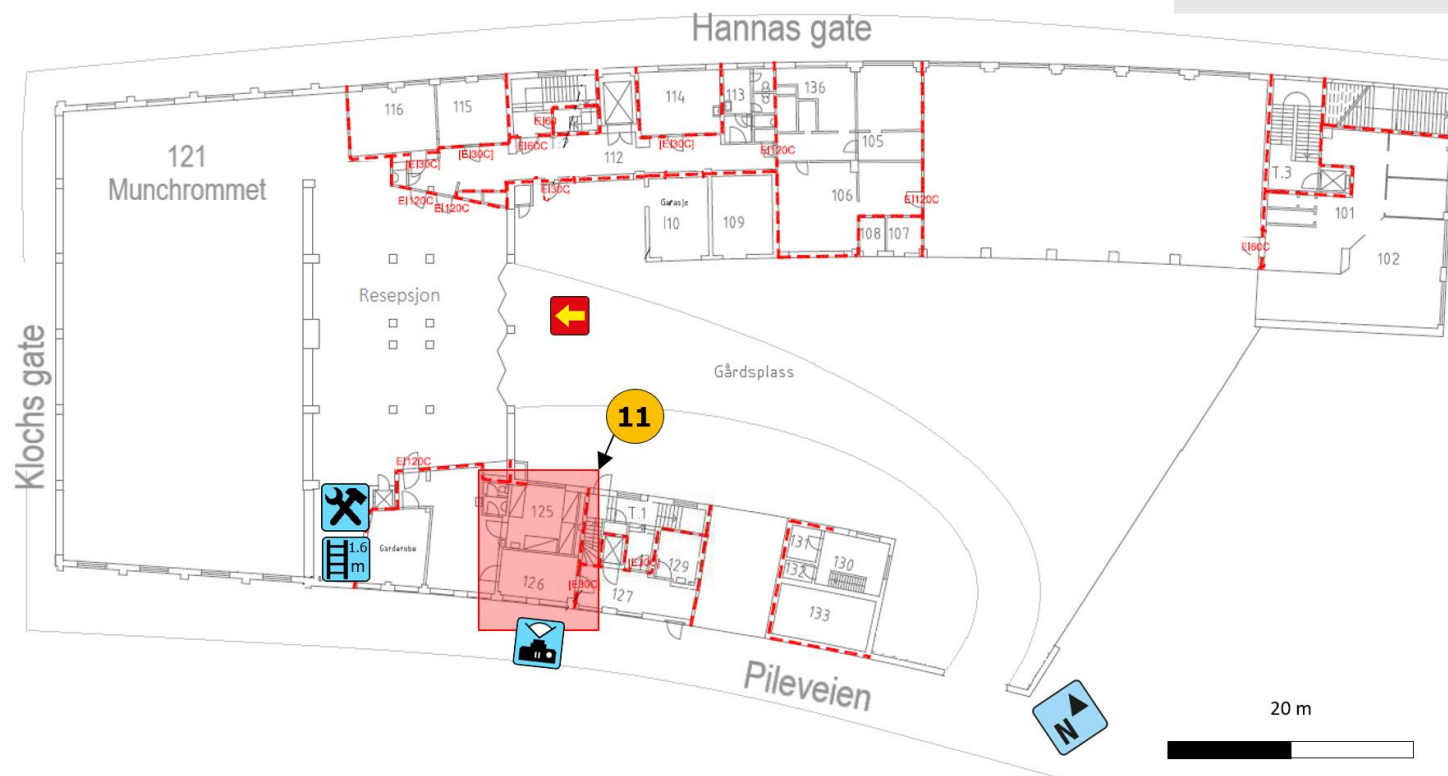 Hannas gate
116
115
114
113
136
EI60
EI60C
[EI30C]
[EI30C]
[EI30C]
EI120C
105
112
121
Munchrommet
T.3
EI30C
EI120C
EI120C
106
EI120C
Garasje
110
109
108
107
101
EI60C
102
Resepsjon
Gårdsplass
Klochs gate
11
EI120C
125
T.1
1.6
m
Garderobe
126
129
127
131
132
130
133
Pileveien
N
20 m